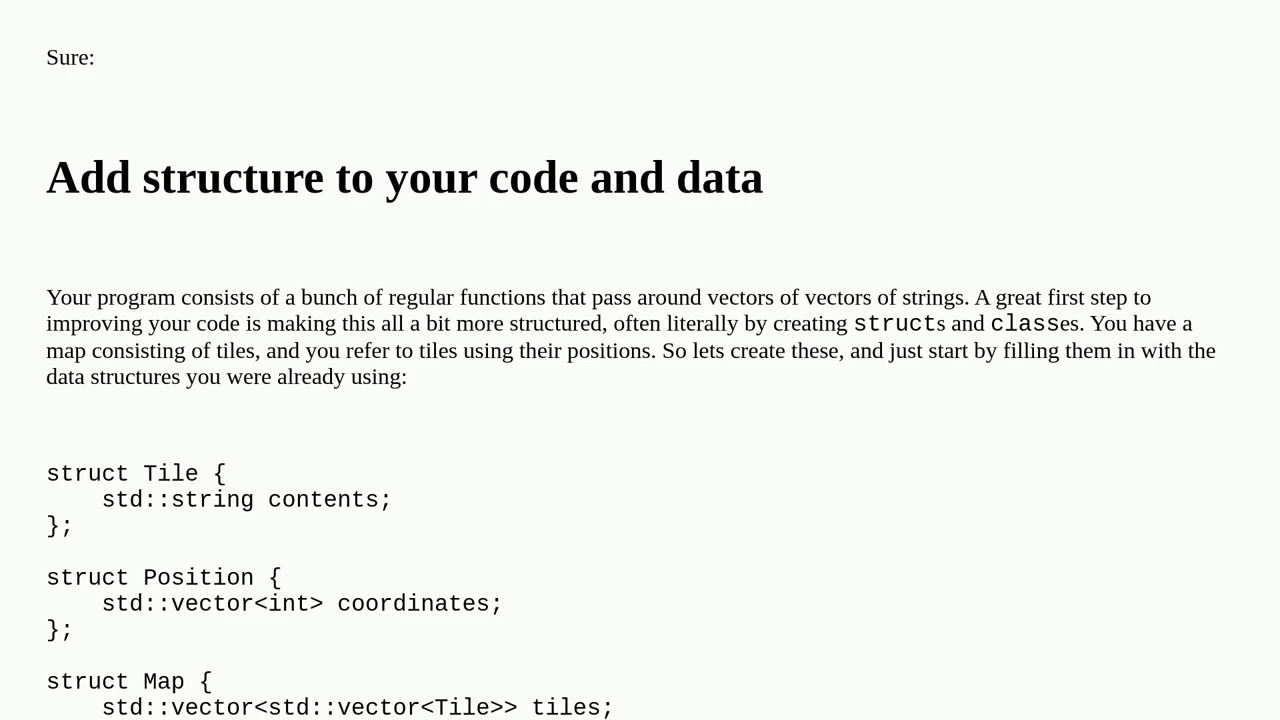 Sure:
Add structure to your code and data
Your program consists of a bunch of regular functions that pass around vectors of vectors of strings. A great first step to
improving your code is making this all a bit more structured, often literally by creating structs and classes. You have a
map consisting of tiles, and you refer to tiles using their positions. So lets create these, and just start by filling them in with the
data structures you were already using:
struct Tile {
    std::string contents;
};
struct Position {
    std::vector<int> coordinates;
};
struct Map {
    std::vector<std::vector<Tile>> tiles;